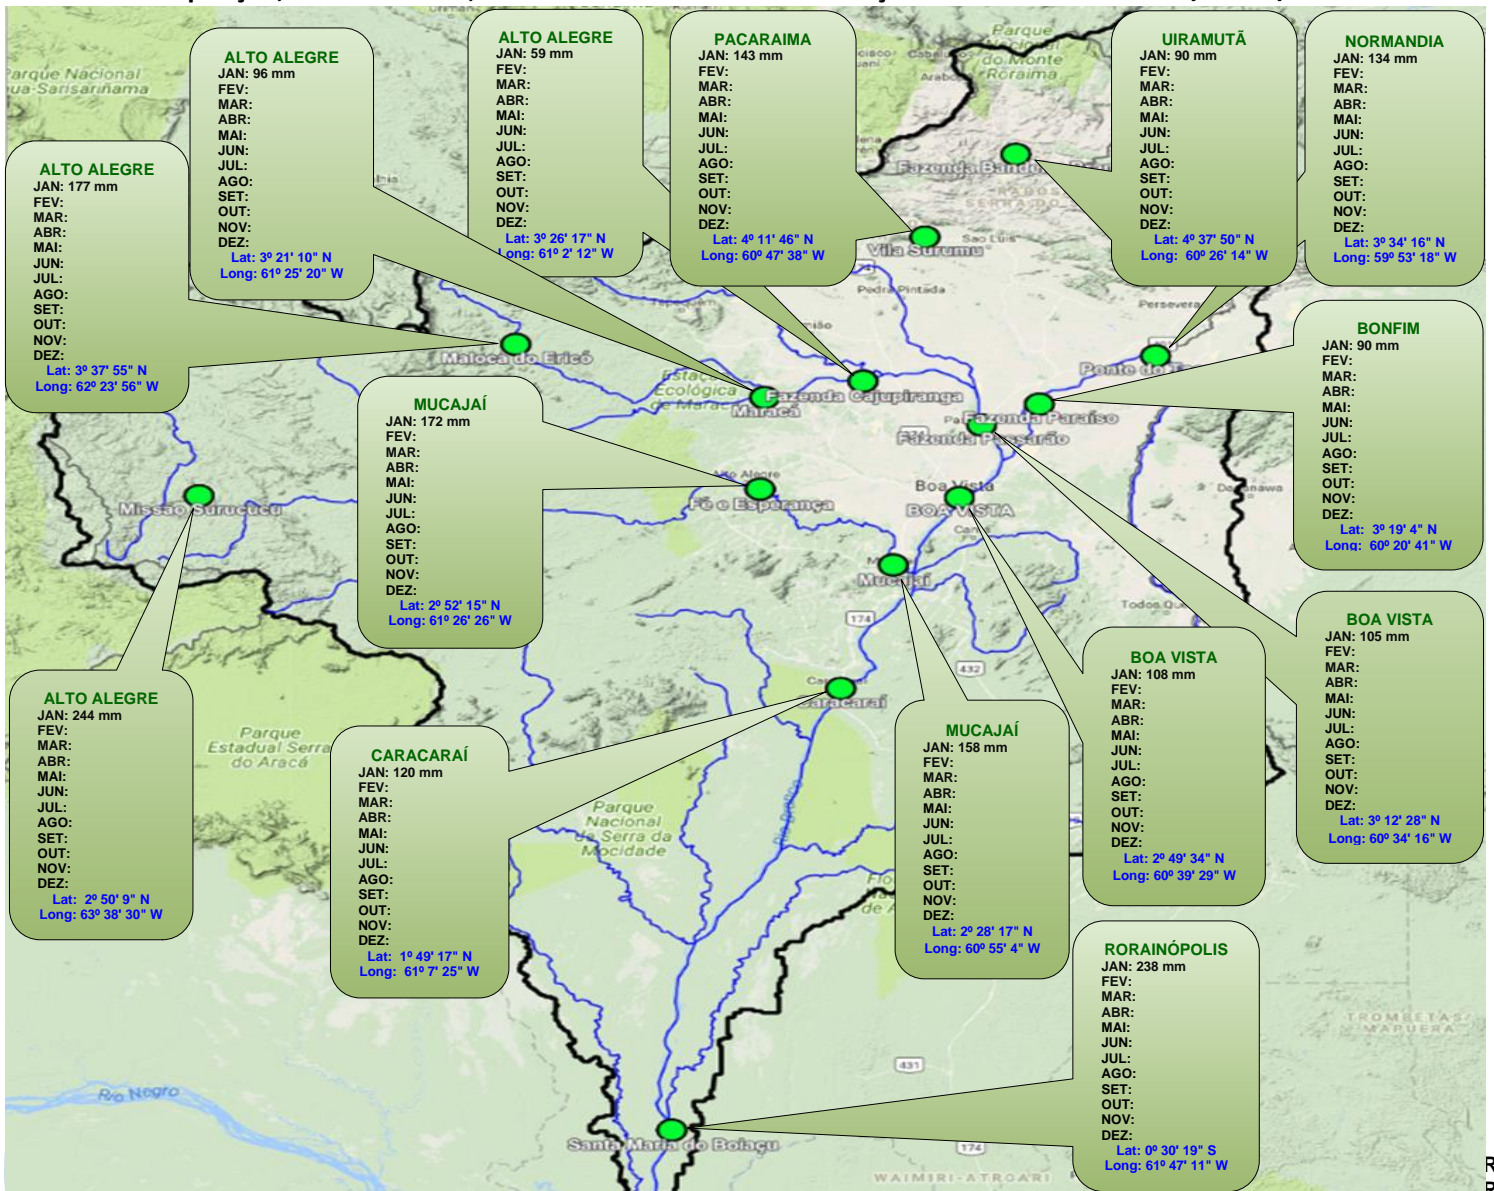 ALTO ALEGRE
JAN: 96 mm
FEV:
MAR:
ABR:
MAI:
JUN:
JUL:
AGO:
SET:
OUT:
NOV:
DEZ:
Lat: 3º 21' 10" N
Long: 61º 25' 20" W
ALTO ALEGRE
JAN: 59 mm
FEV:
MAR:
ABR:
MAI:
JUN:
JUL:
AGO:
SET:
OUT:
NOV:
DEZ:
Lat: 3º 26' 17" N
Long: 61º 2' 12" W
PACARAIMA
JAN: 143 mm
FEV:
MAR:
ABR:
MAI:
JUN:
JUL:
AGO:
SET:
OUT:
NOV:
DEZ:
Lat: 4º 11' 46" N
Long: 60º 47' 38" W
UIRAMUTÃ
JAN: 90 mm
FEV:
MAR:
ABR:
MAI:
JUN:
JUL:
AGO:
SET:
OUT:
NOV:
DEZ:
Lat: 4º 37' 50" N
Long: 60º 26' 14" W
NORMANDIA
JAN: 134 mm
FEV:
MAR:
ABR:
MAI:
JUN:
JUL:
AGO:
SET:
OUT:
NOV:
DEZ:
Lat: 3º 34' 16" N
Long: 59º 53' 18" W
ALTO ALEGRE
JAN: 177 mm
FEV:
MAR:
ABR:
MAI:
JUN:
JUL:
AGO:
SET:
OUT:
NOV:
DEZ:
Lat: 3º 37' 55" N
Long: 62º 23' 56" W
BONFIM
JAN: 90 mm
FEV:
MAR:
ABR:
MAI:
JUN:
JUL:
AGO:
SET:
OUT:
NOV:
DEZ:
Lat: 3º 19' 4" N
Long: 60º 20' 41" W
MUCAJAÍ
JAN: 172 mm
FEV:
MAR:
ABR:
MAI:
JUN:
JUL:
AGO:
SET:
OUT:
NOV:
DEZ:
Lat: 2º 52' 15" N
Long: 61º 26' 26" W
BOA VISTA
JAN: 105 mm
FEV:
MAR:
ABR:
MAI:
JUN:
JUL:
AGO:
SET:
OUT:
NOV:
DEZ:
Lat: 3º 12' 28" N
Long: 60º 34' 16" W
BOA VISTA
JAN: 108 mm
FEV:
MAR:
ABR:
MAI:
JUN:
JUL:
AGO:
SET:
OUT:
NOV:
DEZ:
Lat: 2º 49' 34" N
Long: 60º 39' 29" W
ALTO ALEGRE
JAN: 244 mm
FEV:
MAR:
ABR:
MAI:
JUN:
JUL:
AGO:
SET:
OUT:
NOV:
DEZ:
Lat: 2º 50' 9" N
Long: 63º 38' 30" W
CARACARAÍ
JAN: 120 mm
FEV:
MAR:
ABR:
MAI:
JUN:
JUL:
AGO:
SET:
OUT:
NOV:
DEZ:
Lat: 1º 49' 17" N
Long: 61º 7' 25" W
MUCAJAÍ
JAN: 158 mm
FEV:
MAR:
ABR:
MAI:
JUN:
JUL:
AGO:
SET:
OUT:
NOV:
DEZ:
Lat: 2º 28' 17" N
Long: 60º 55' 4" W
RORAINÓPOLIS
JAN: 238 mm
FEV:
MAR:
ABR:
MAI:
JUN:
JUL:
AGO:
SET:
OUT:
NOV:
DEZ:
Lat: 0º 30' 19" S
Long: 61º 47' 11" W
Parque Nacional
do Monte
Roraima
Vila Surumu
São Luís
Pedra Pintada
Maloca do Ericó
Maracá
Fazenda Cajupiranga
Ponte do
Fazenda Paraíso
Fazenda Passarão
Missão Surucucu
Alto Alegre
Fé e Esperança
Boa Vista
BOA VISTA
Mucajaí
174
432
Caracaraí
Parque
Estadual Serra
do Aracá
Parque
Nacional
da Serra da
Mocidade
Rio Branco
Rio Negro
431
174
Santa Maria do Boiaçu
WAIMIRI-ATROARI
TROMBETAS/
MAPUERA